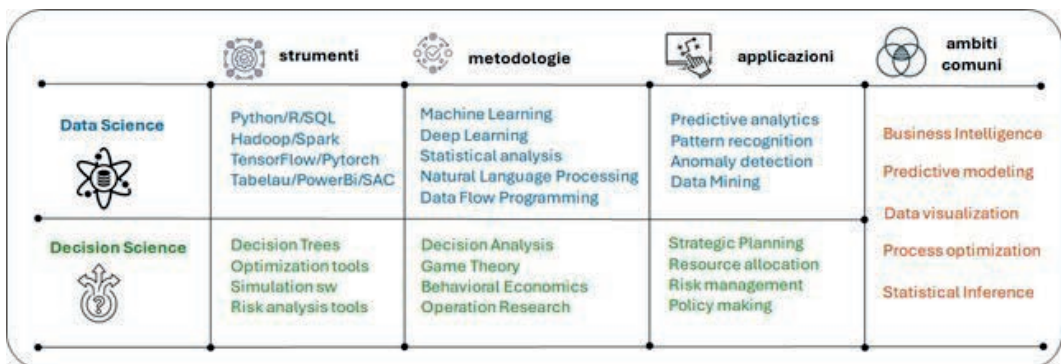 strumenti
metodologie
applicazioni
ambiti
comuni
Data Science
Python/R/SQL
Hadoop/Spark
TensorFlow/Pytorch
Tabelau/PowerBi/SAC
Machine Learning
Deep Learning
Statistical analysis
Natural Language Processing
Data Flow Programming
Predictive analytics
Pattern recognition
Anomaly detection
Data Mining
Decision Science
Decision Trees
Optimization tools
Simulation sw
Risk analysis tools
Decision Analysis
Game Theory
Behavioral Economics
Operation Research
Strategic Planning
Resource allocation
Risk management
Policy making
Business Intelligence
Predictive modeling
Data visualization
Process optimization
Statistical Inference